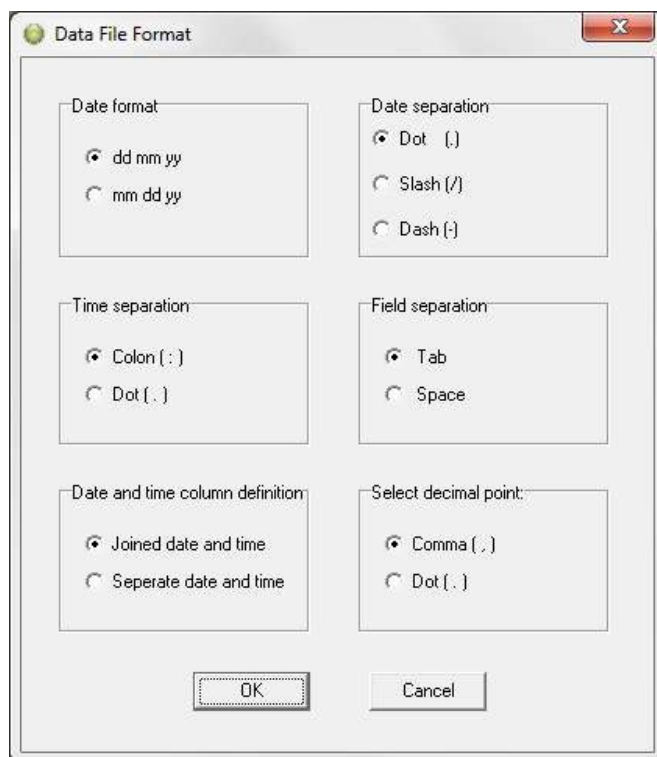 Data File Format
Date format
dd mm yy
mm dd yy
Date separation
Dot (.)
Slash (/)
Dash (-)
Time separation
Colon ( : )
Dot ( . )
Field separation
Tab
Space
Date and time column definition
Joined date and time
Seperate date and time
Select decimal point:
Comma ( , )
Dot ( . )
OK
Cancel